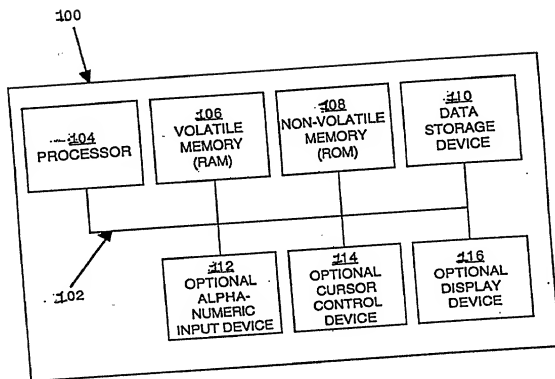 100
104
PROCESSOR
106
VOLATILE
MEMORY
(RAM)
108
NON-VOLATILE
MEMORY
(ROM)
110
DATA
STORAGE
DEVICE
102
112
OPTIONAL
ALPHA-
NUMERIC
INPUT DEVICE
114
OPTIONAL
CURSOR
CONTROL
DEVICE
116
OPTIONAL
DISPLAY
DEVICE